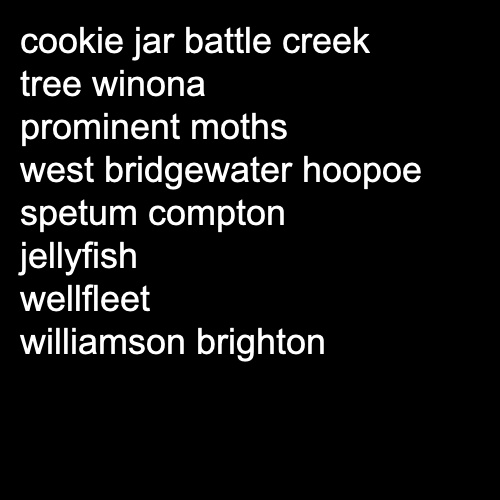 cookie jar battle creek
tree winona
prominent moths
west bridgewater hoopoe
spetum compton
jellyfish
wellfleet
williamson brighton